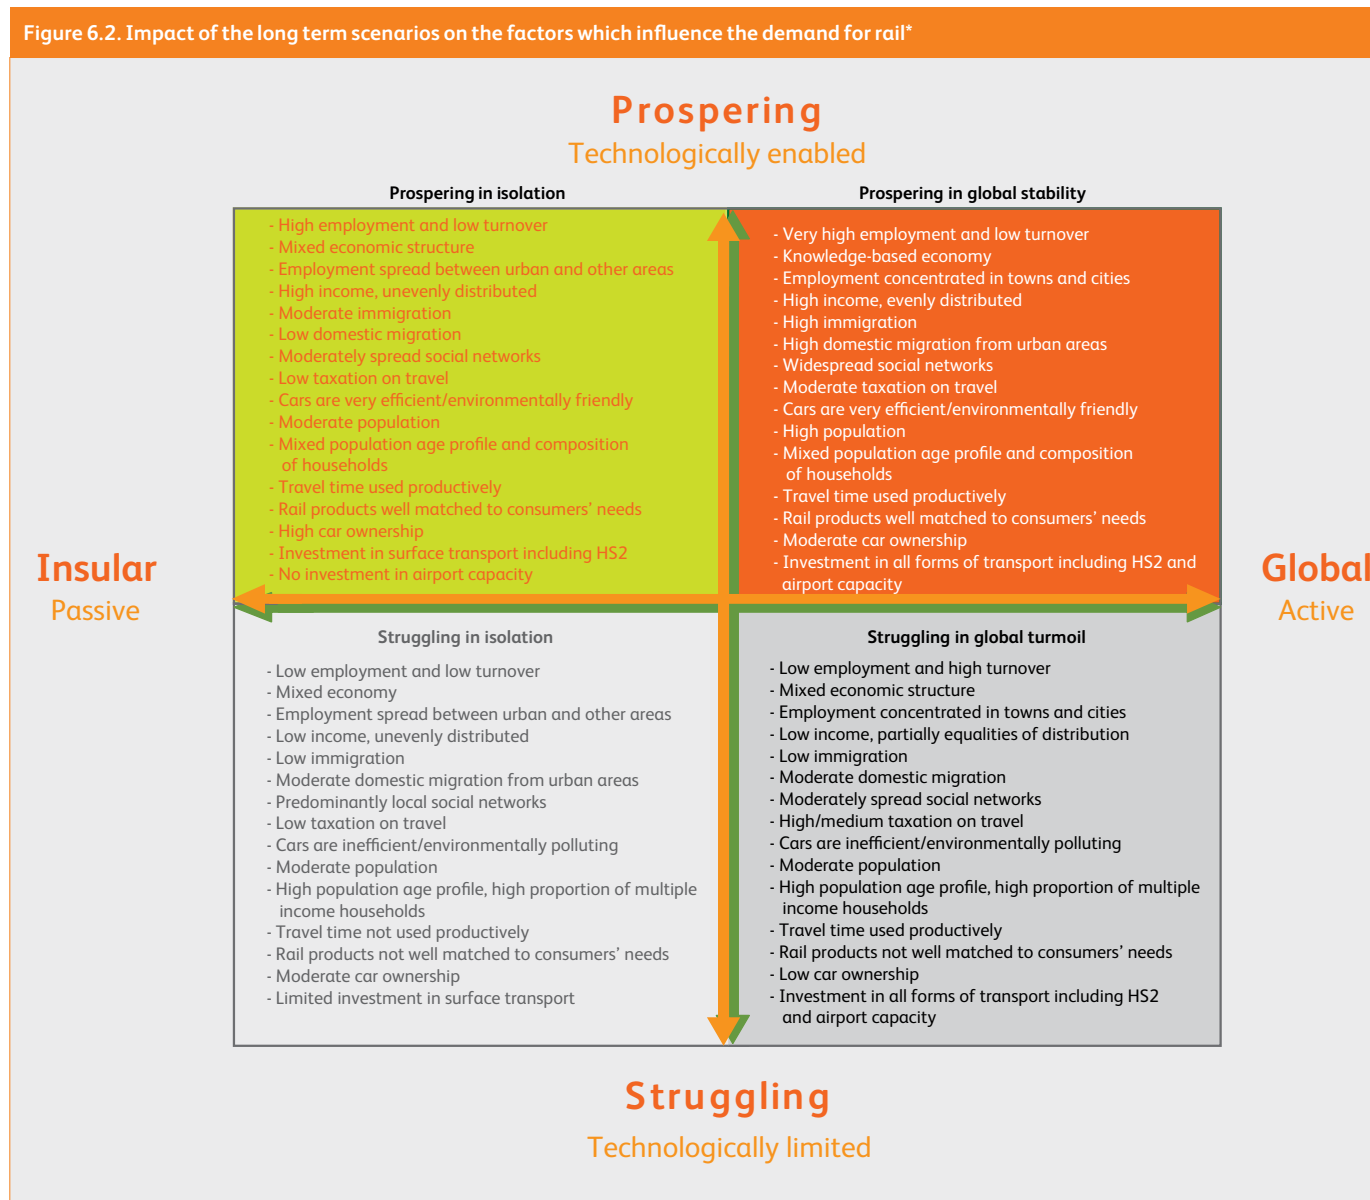 Figure 6.2. Impact of the long term scenarios on the factors which influence the demand for rail*
Prospering
Technologically enabled
Prospering in isolation
- High employment and low turnover
- Mixed economic structure
- Employment spread between urban and other areas
- High income, unevenly distributed
- Moderate immigration
- Low domestic migration
- Moderately spread social networks
- Low taxation on travel
- Cars are very efficient/environmentally friendly
- Moderate population
- Mixed population age profile and composition
of households
- Travel time used productively
- Rail products well matched to consumers’ needs
- High car ownership
- Investment in surface transport including HS2
- No investment in airport capacity
Prospering in global stability
- Very high employment and low turnover
- Knowledge-based economy
- Employment concentrated in towns and cities
- High income, evenly distributed
- High immigration
- High domestic migration from urban areas
- Widespread social networks
- Moderate taxation on travel
- Cars are very efficient/environmentally friendly
- High population
- Mixed population age profile and composition
of households
- Travel time used productively
- Rail products well matched to consumers’ needs
- Moderate car ownership
- Investment in all forms of transport including HS2 and
airport capacity
Insular
Passive
Global
Active
Struggling in isolation
- Low employment and low turnover
- Mixed economy
- Employment spread between urban and other areas
- Low income, unevenly distributed
- Low immigration
- Moderate domestic migration from urban areas
- Predominantly local social networks
- Low taxation on travel
- Cars are inefficient/environmentally polluting
- Moderate population
- High population age profile, high proportion of multiple
income households
- Travel time not used productively
- Rail products not well matched to consumers’ needs
- Moderate car ownership
- Limited investment in surface transport
Struggling in global turmoil
- Low employment and high turnover
- Mixed economic structure
- Employment concentrated in towns and cities
- Low income, partially equalities of distribution
- Low immigration
- Moderate domestic migration
- Moderately spread social networks
- High/medium taxation on travel
- Cars are inefficient/environmentally polluting
- Moderate population
- High population age profile, high proportion of multiple
income households
- Travel time used productively
- Rail products not well matched to consumers’ needs
- Low car ownership
- Investment in all forms of transport including HS2
and airport capacity
Struggling
Technologically limited